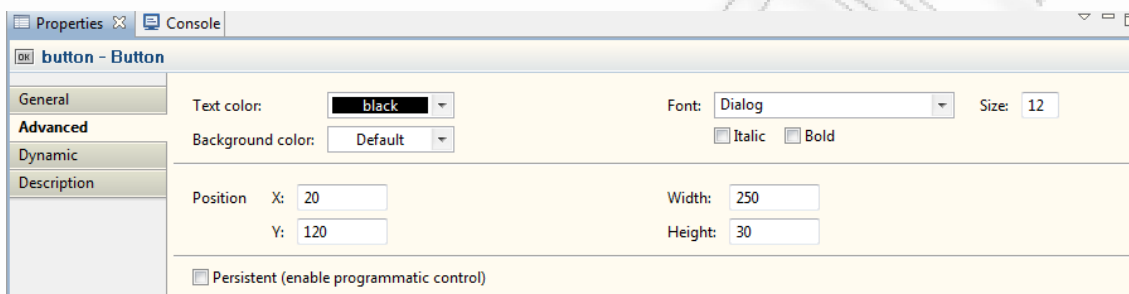 Properties Console
OK button - Button
General
Advanced
Dynamic
Description
Text color: black Font: Dialog Size: 12
Background color: Default Italic Bold
Position X: 20 Width: 250
Y: 120 Height: 30
Persistent (enable programmatic control)